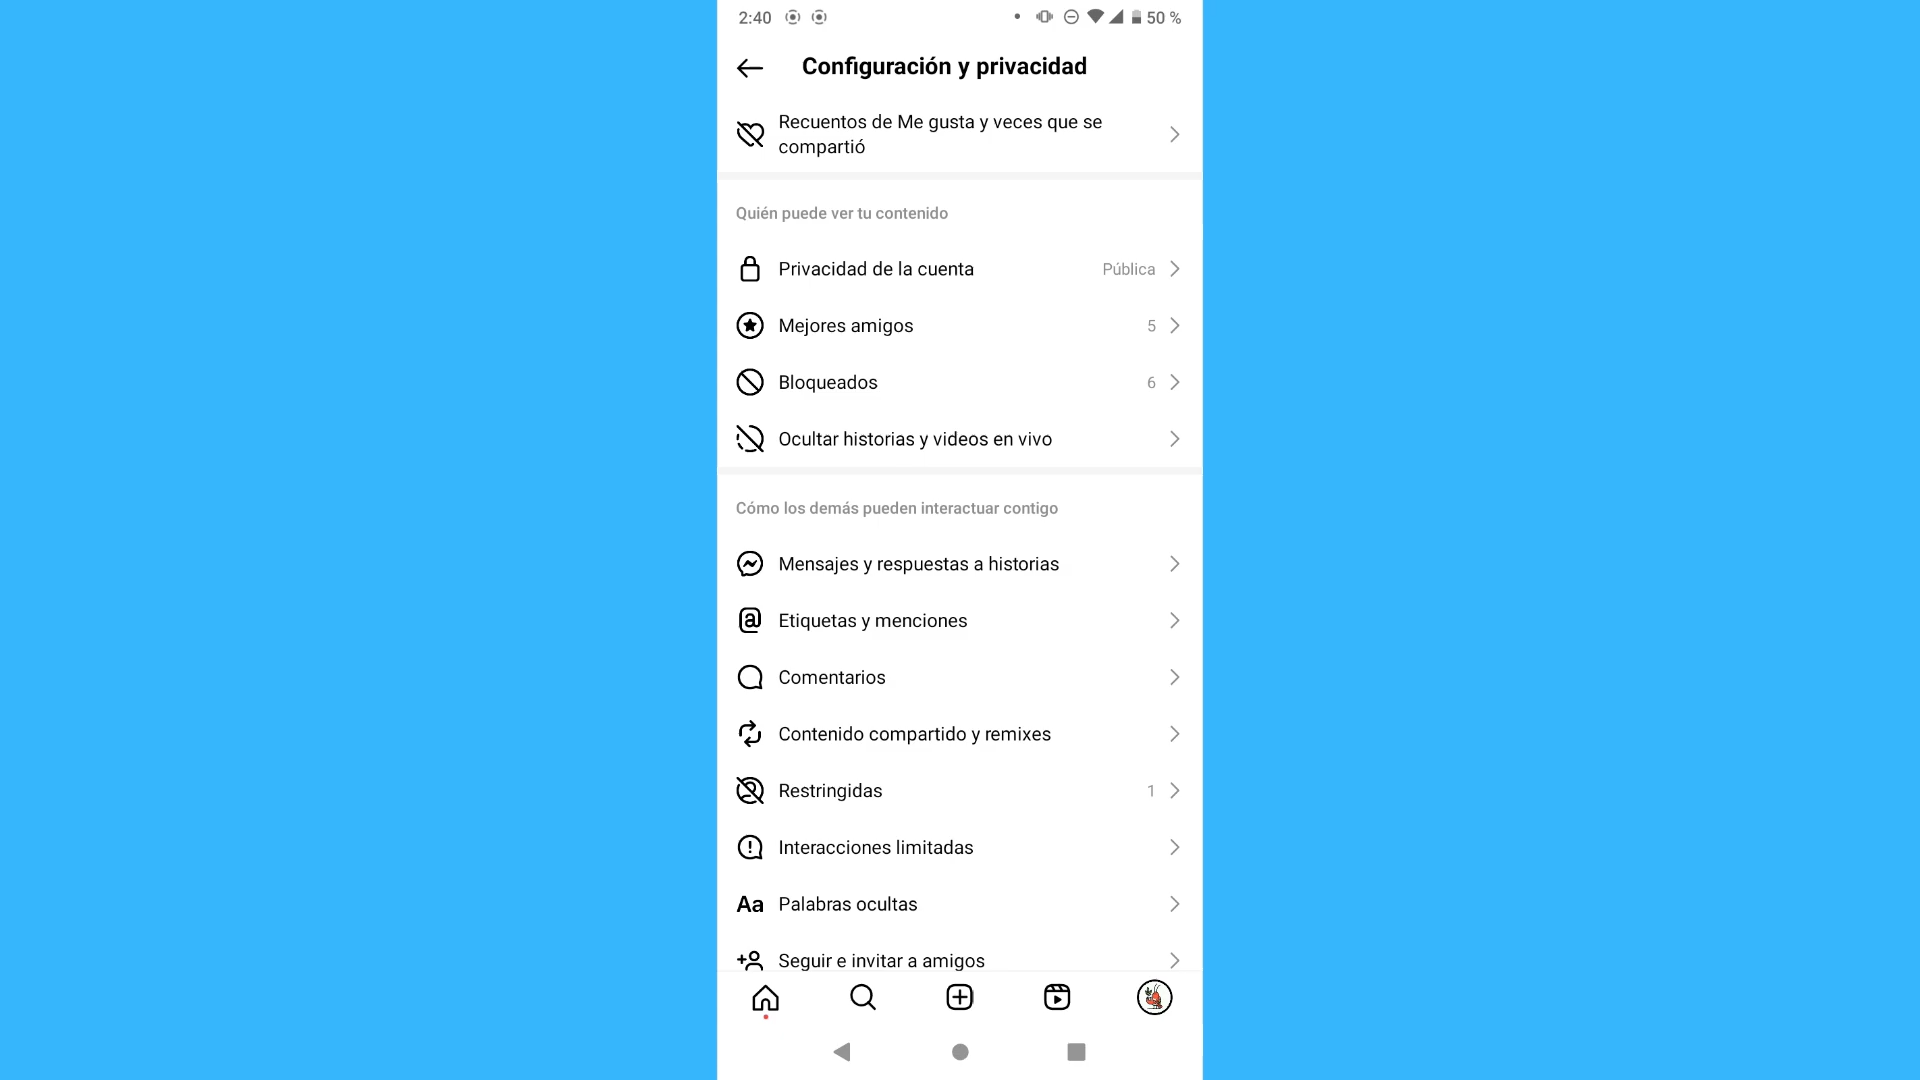 2:40
50 %
Configuración y privacidad
Recuentos de Me gusta y veces que se
compartió
Quién puede ver tu contenido
Privacidad de la cuenta Pública
Mejores amigos 5
Bloqueados 6
Ocultar historias y videos en vivo
Cómo los demás pueden interactuar contigo
Mensajes y respuestas a historias
Etiquetas y menciones
Comentarios
Contenido compartido y remixes
Restringidas 1
Interacciones limitadas
Aa Palabras ocultas
Seguir e invitar a amigos